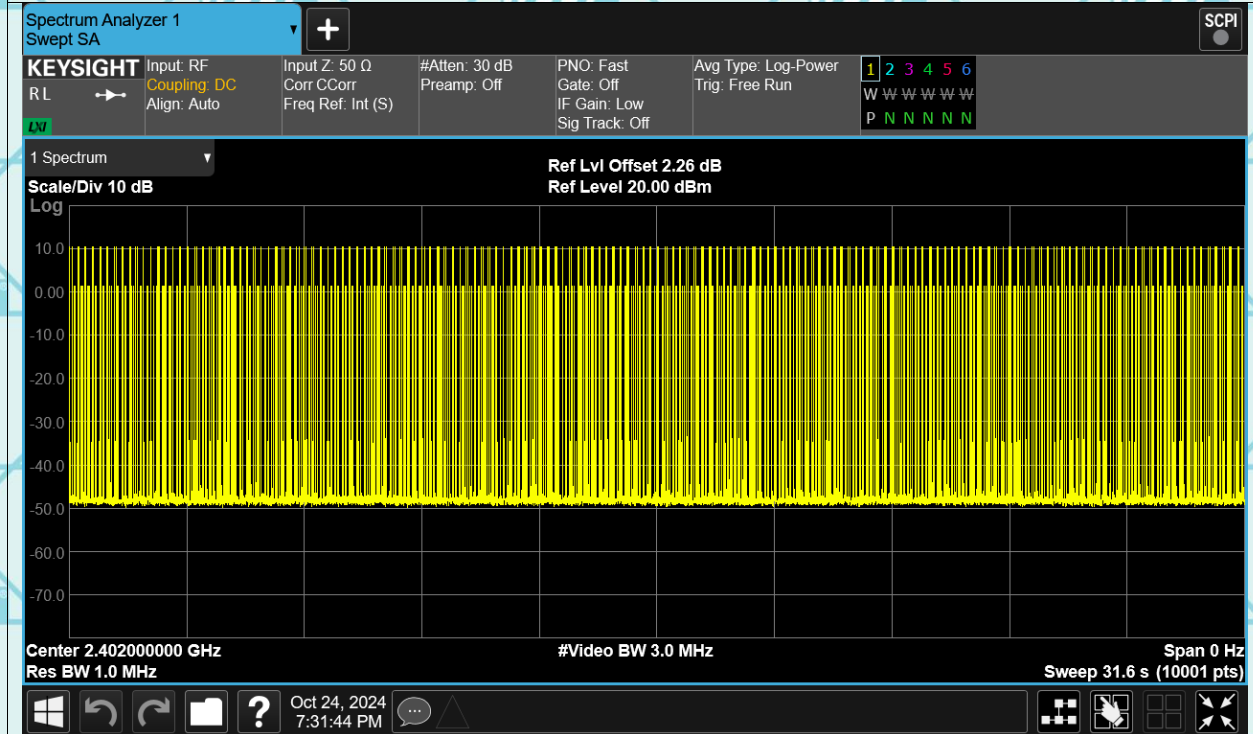 Spectrum Analyzer 1
Swept SA
+
SCPI
KEYSIGHT
R L
LXI
Input: RF
Coupling: DC
Align: Auto
Input Z: 50 Ω
Corr CCorr
Freq Ref: Int (S)
#Atten: 30 dB
Preamp: Off
PNO: Fast
Gate: Off
IF Gain: Low
Sig Track: Off
Avg Type: Log-Power
Trig: Free Run
1 2 3 4 5 6
W W W W W W
P N N N N N
1 Spectrum
Scale/Div 10 dB
Ref Lvl Offset 2.26 dB
Ref Level 20.00 dBm
Log
10.0
0.00
-10.0
-20.0
-30.0
-40.0
-50.0
-60.0
-70.0
Center 2.402000000 GHz
#Video BW 3.0 MHz
Span 0 Hz
Res BW 1.0 MHz
Sweep 31.6 s (10001 pts)
?
Oct 24, 2024
7:31:44 PM